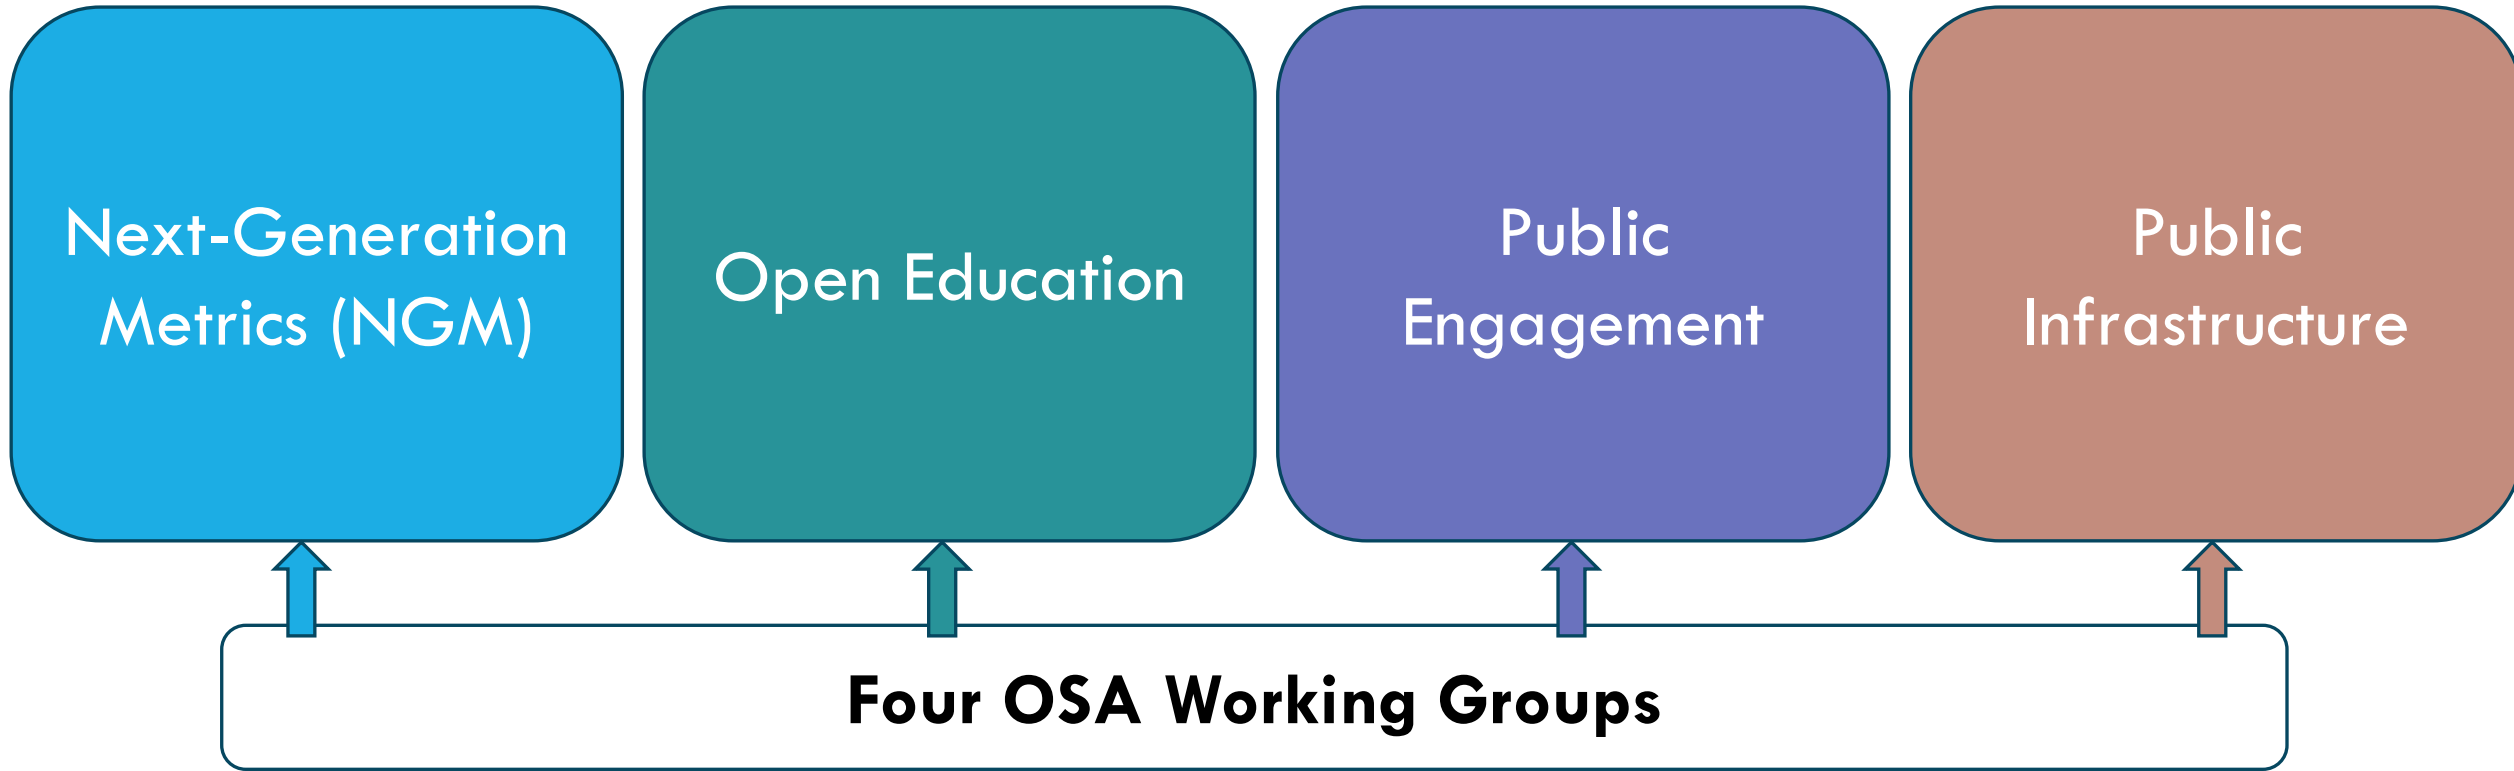 Next-Generation
Metrics (NGM)
Open Education
Public
Engagement
Public
Infrastructure
Four OSA Working Groups